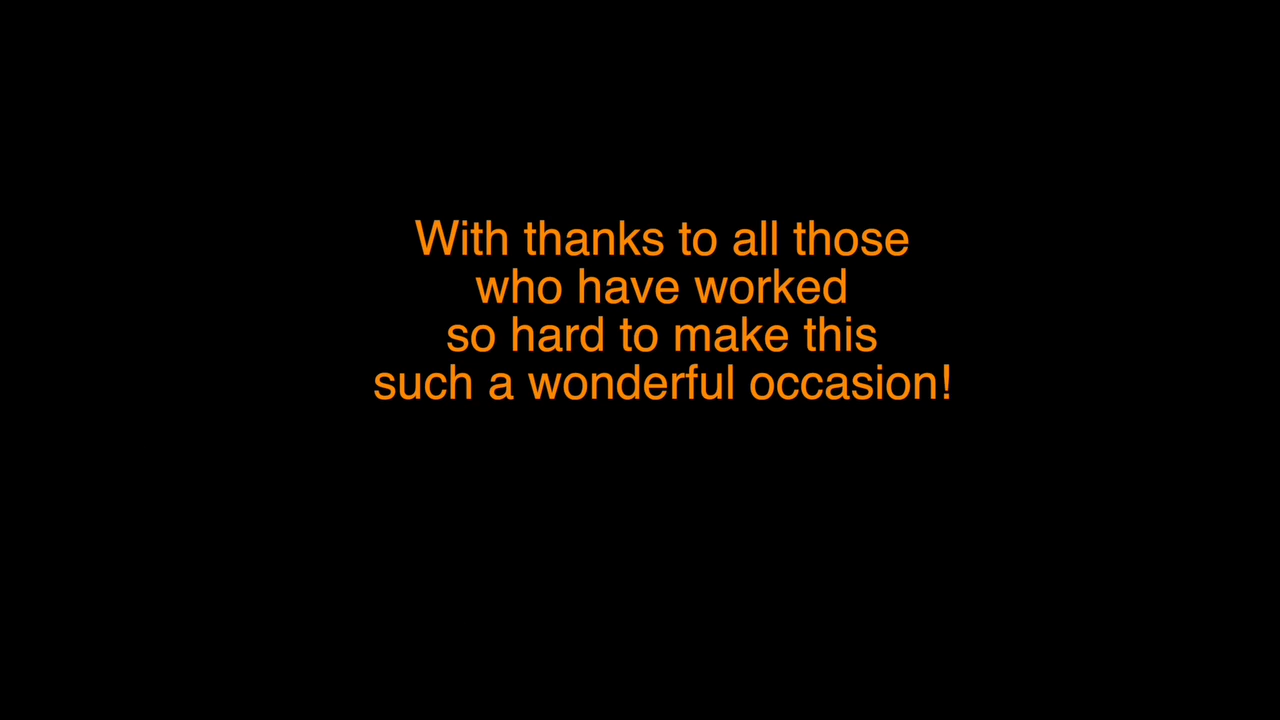 With thanks to all those
who have worked
so hard to make this
such a wonderful occasion!